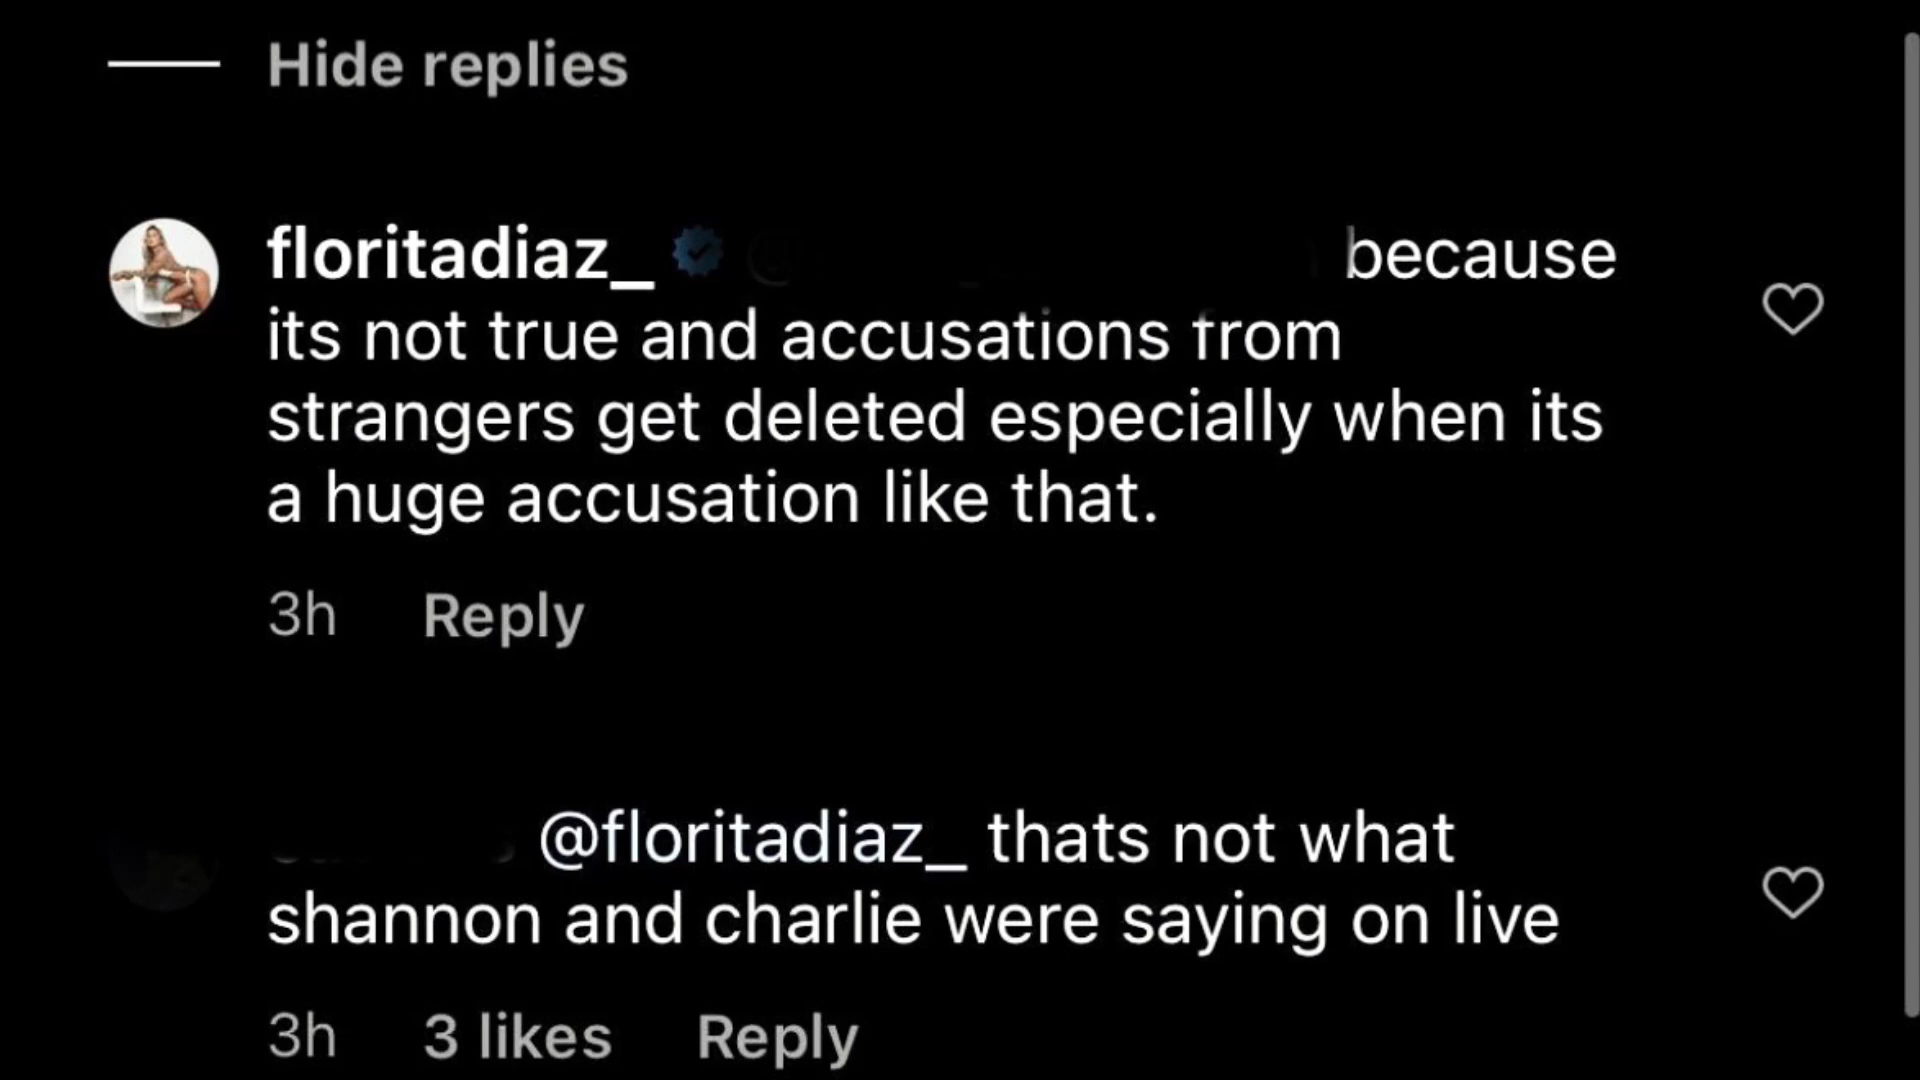 Hide replies
floritadiaz_ because
its not true and accusations from
strangers get deleted especially when its
a huge accusation like that.
3h Reply
@floritadiaz_ thats not what
shannon and charlie were saying on live
3h 3 likes Reply